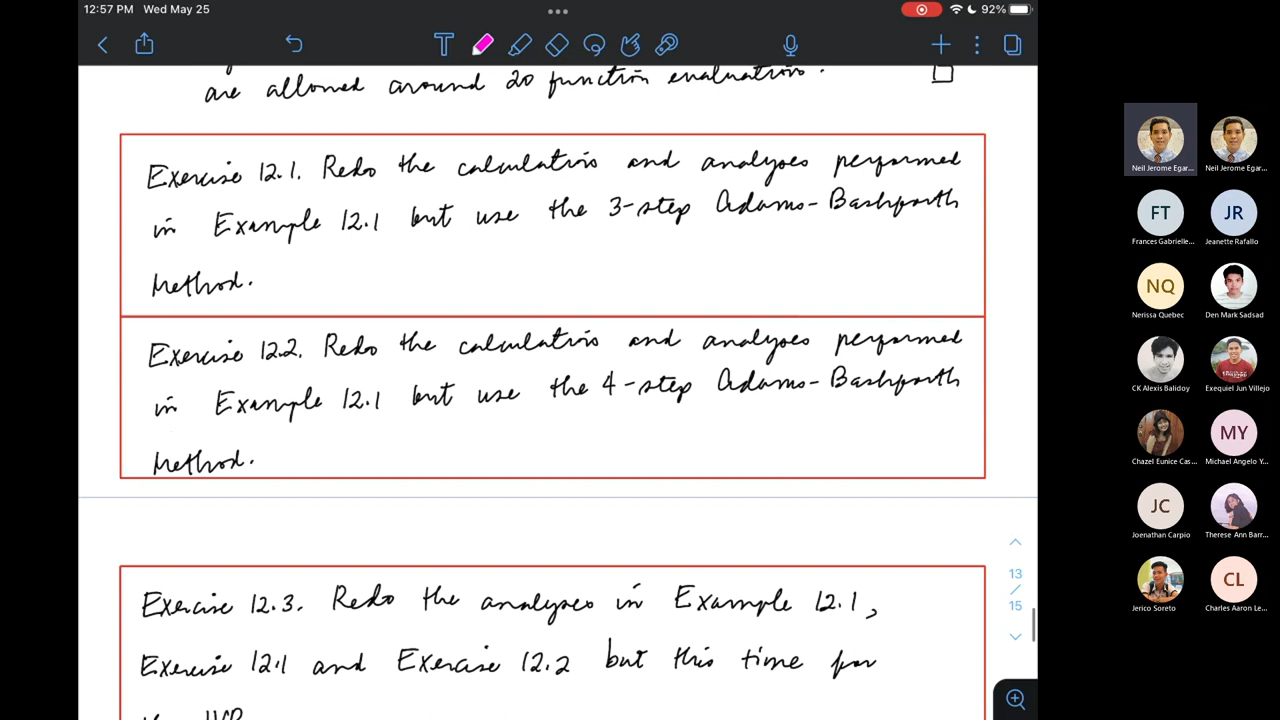 12:57 PM Wed May 25
92%
are allowed around 20 function evaluations.
Exercise 12.1. Redo the calculations and analyses performed
in Example 12.1 but use the 3-step Adams-Bashforth
Method.
Exercise 12.2. Redo the calculations and analyses performed
in Example 12.1 but use the 4-step Adams-Bashforth
Method.
Exercise 12.3. Redo the analyses in Example 12.1,
Exercise 12.1 and Exercise 12.2 but this time for
13
/
15
Neil Jerome Egar...
Neil Jerome Egar...
FT
Frances Gabrielle...
JR
Jeanette Rafallo
NQ
Nerissa Quebec
Den Mark Sadsad
CK Alexis Balidoy
Exequiel Jun Villejo
Chazel Eunice Cas...
MY
Michael Angelo Y...
JC
Joenathan Carpio
Therese Ann Barr...
Jerico Soreto
CL
Charles Aaron Le...